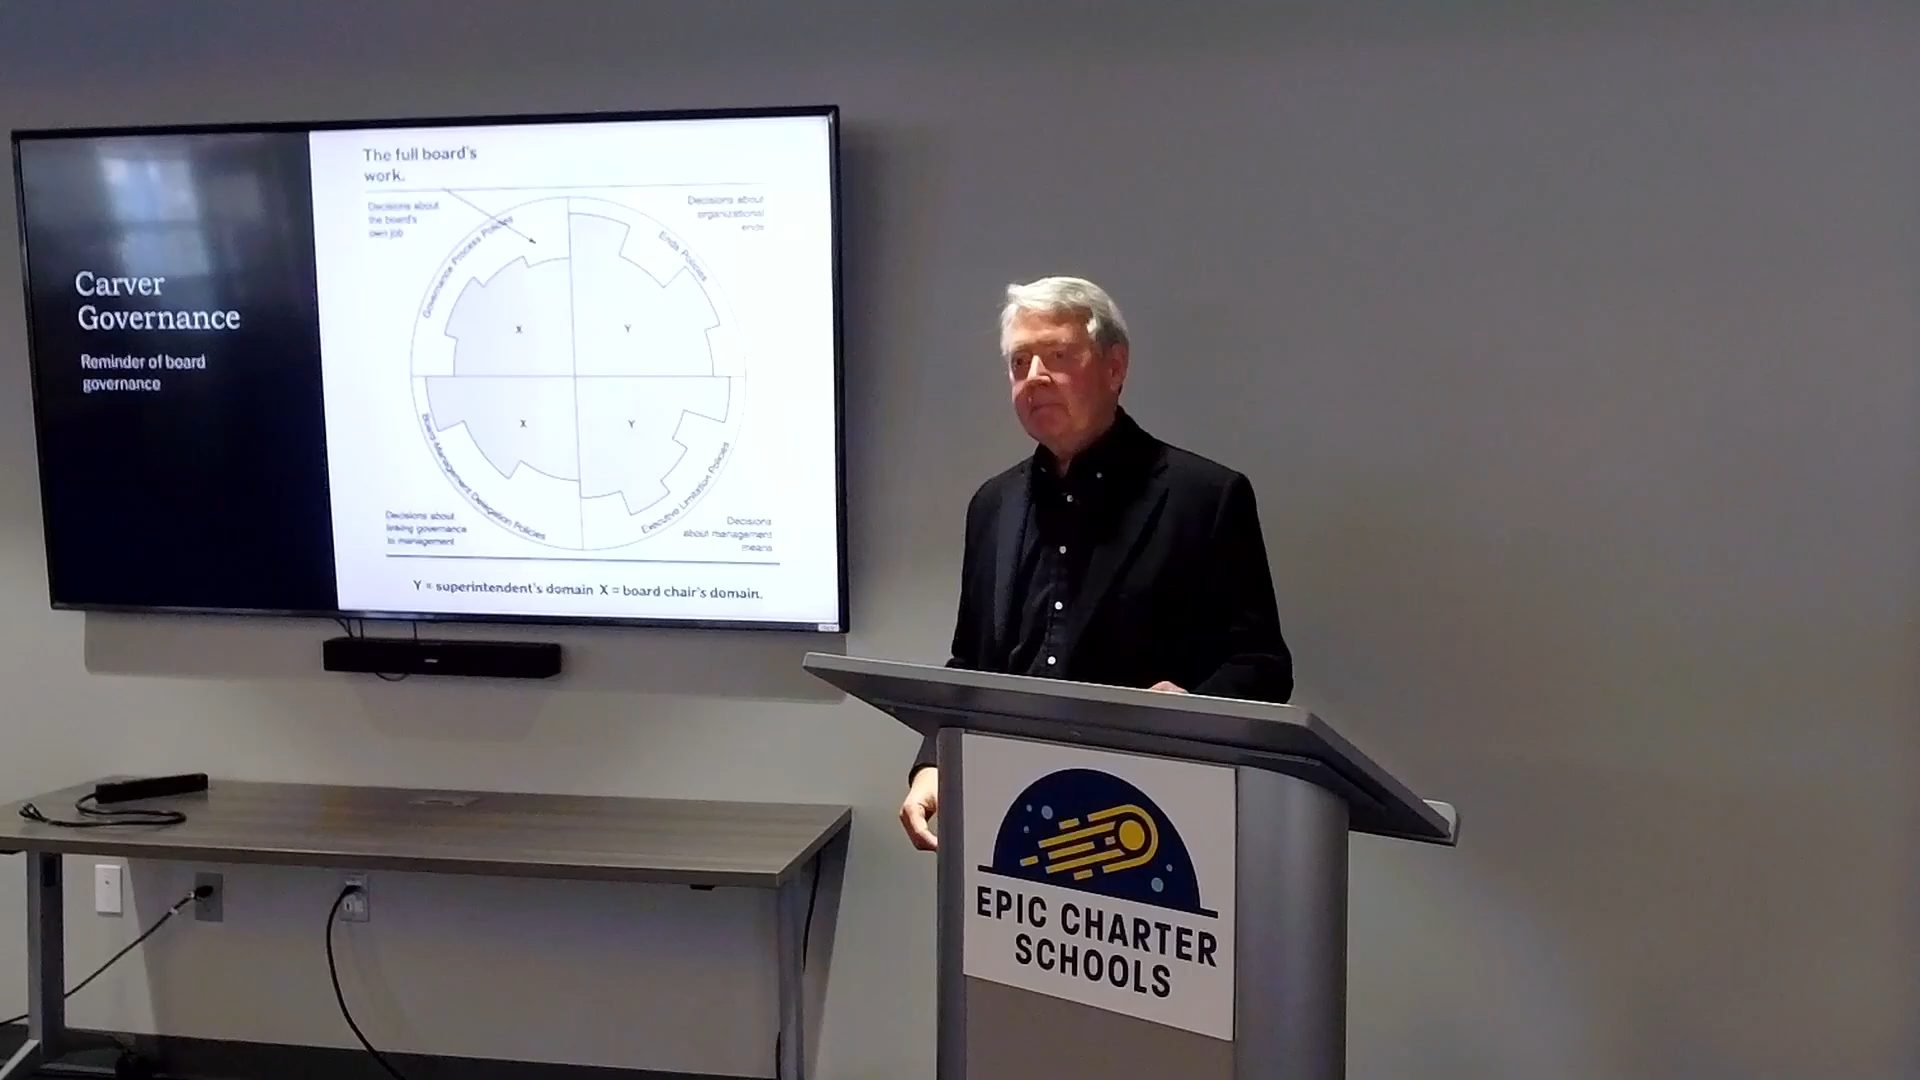 Carver
Governance
Reminder of board
governance
The full board's
work.
Decisions about
the board's
own job
Decisions about
organizational
ends
Governance Process Policies
Ends Policies
X
Y
X
Y
Board-Management Delegation Policies
Executive Limitation Policies
Decisions about
linking governance
to management
Decisions
about management
means
Y = superintendent's domain X = board chair's domain.
EPIC CHARTER
SCHOOLS